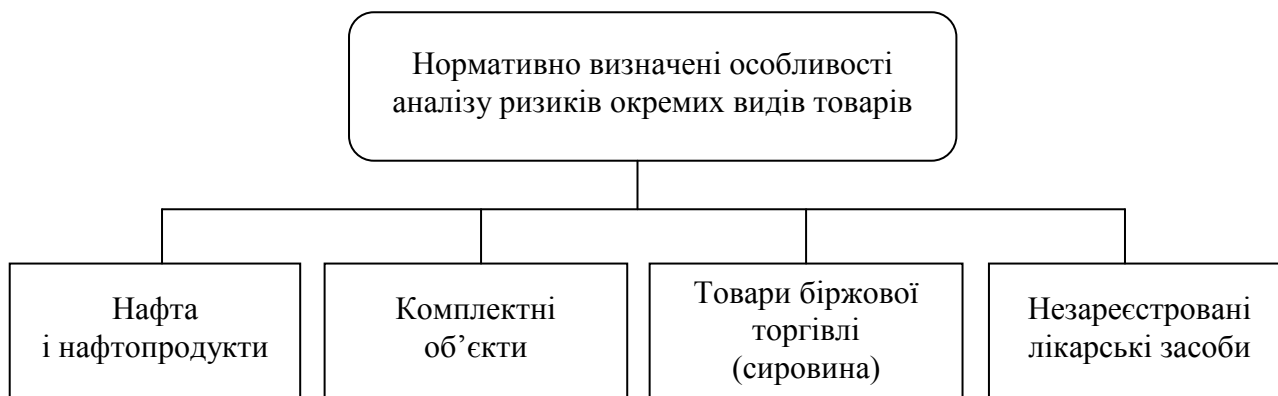 Нормативно визначені особливості
аналізу ризиків окремих видів товарів
Нафта
і нафтопродукти
Комплектні
об’єкти
Товари біржової
торгівлі
(сировина)
Незареєстровані
лікарські засоби